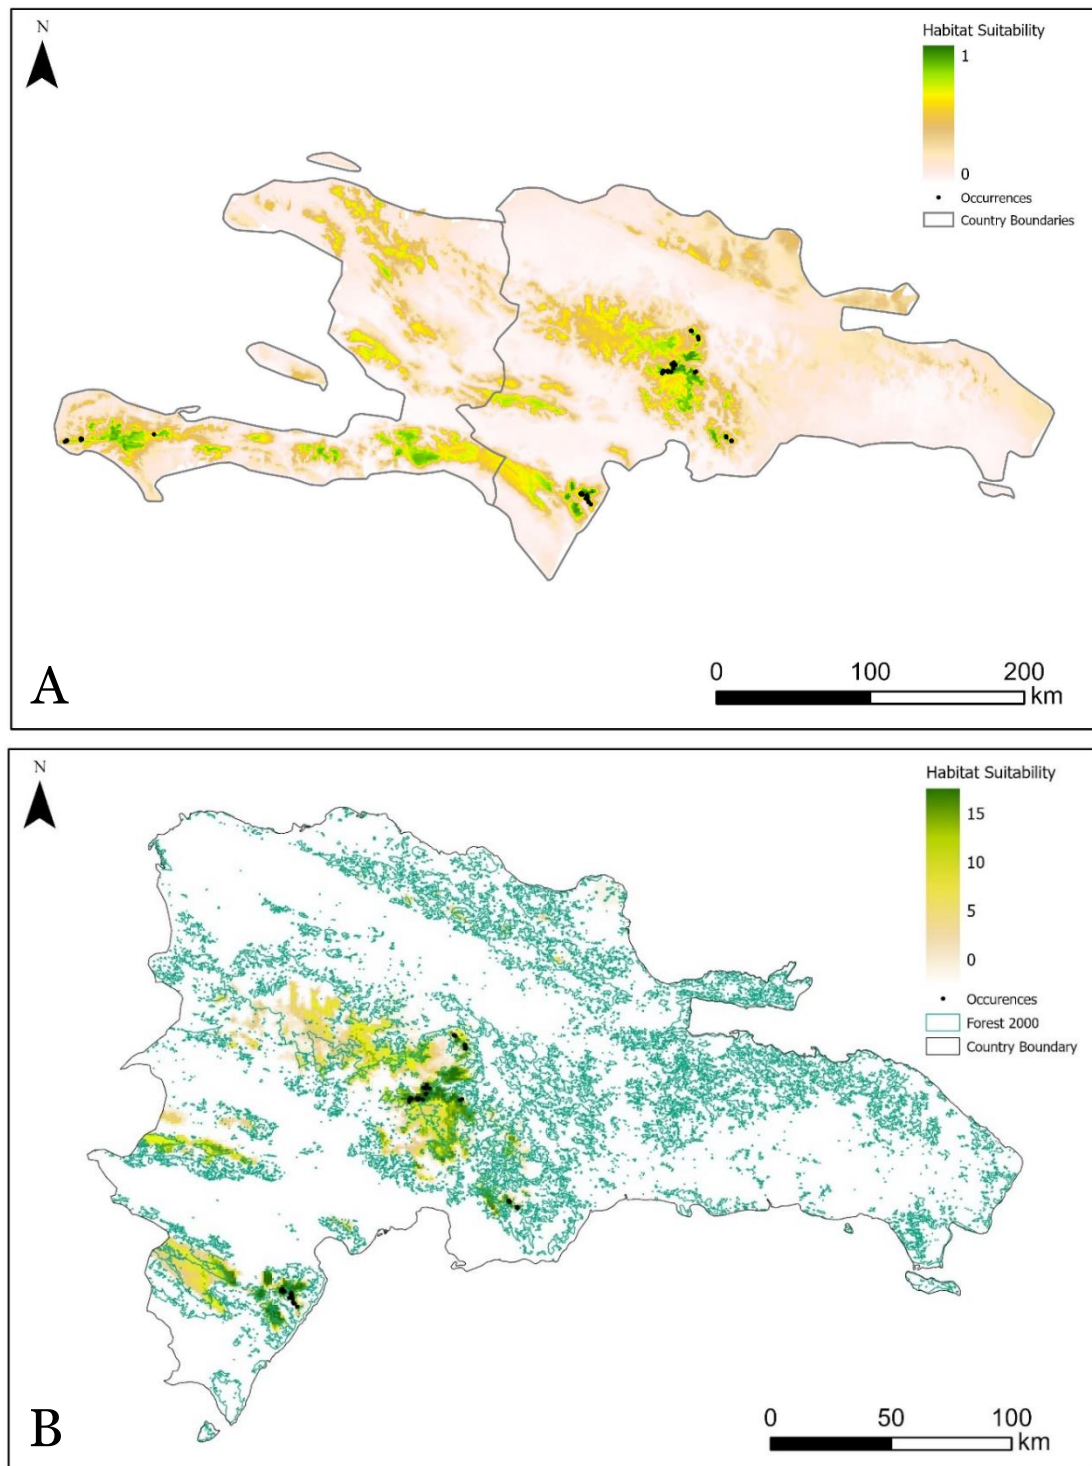 N
Habitat Suitability
1
0
Occurrences
Country Boundaries
A
0 100 200
km
N
Habitat Suitability
15
10
5
0
Occurences
Forest 2000
Country Boundary
B
0 50 100
km